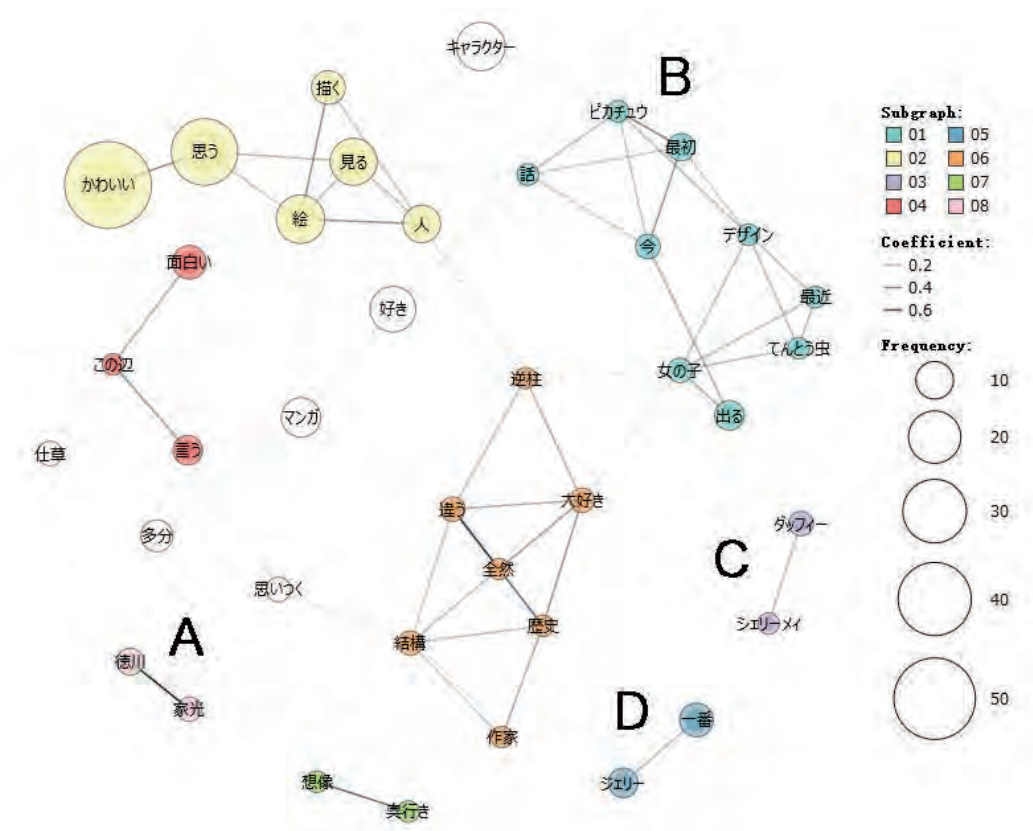 キャラクター
B
描く
ピカチュウ
思う
見る
最初
かわいい
話
絵
人
デザイン
今
面白い
最近
好き
てんとう虫
この辺
女の子
逆柱
マンガ
出る
言う
仕草
違う
大好き
ダッフィー
多分
C
全然
思いつく
シェリーメイ
歴史
A
結構
徳川
家光
D
一番
作家
想像
ジェリー
奥行き
Subgraph:
01 05
02 06
03 07
04 08
Coefficient:
0.2
0.4
0.6
Frequency:
10
20
30
40
50